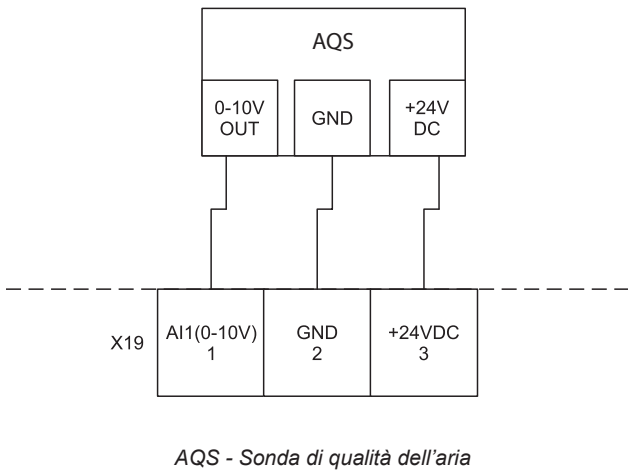 AQS
0-10V
OUT
GND
+24V
DC
X19
AI1(0-10V)
1
GND
2
+24VDC
3
AQS - Sonda di qualità dell'aria